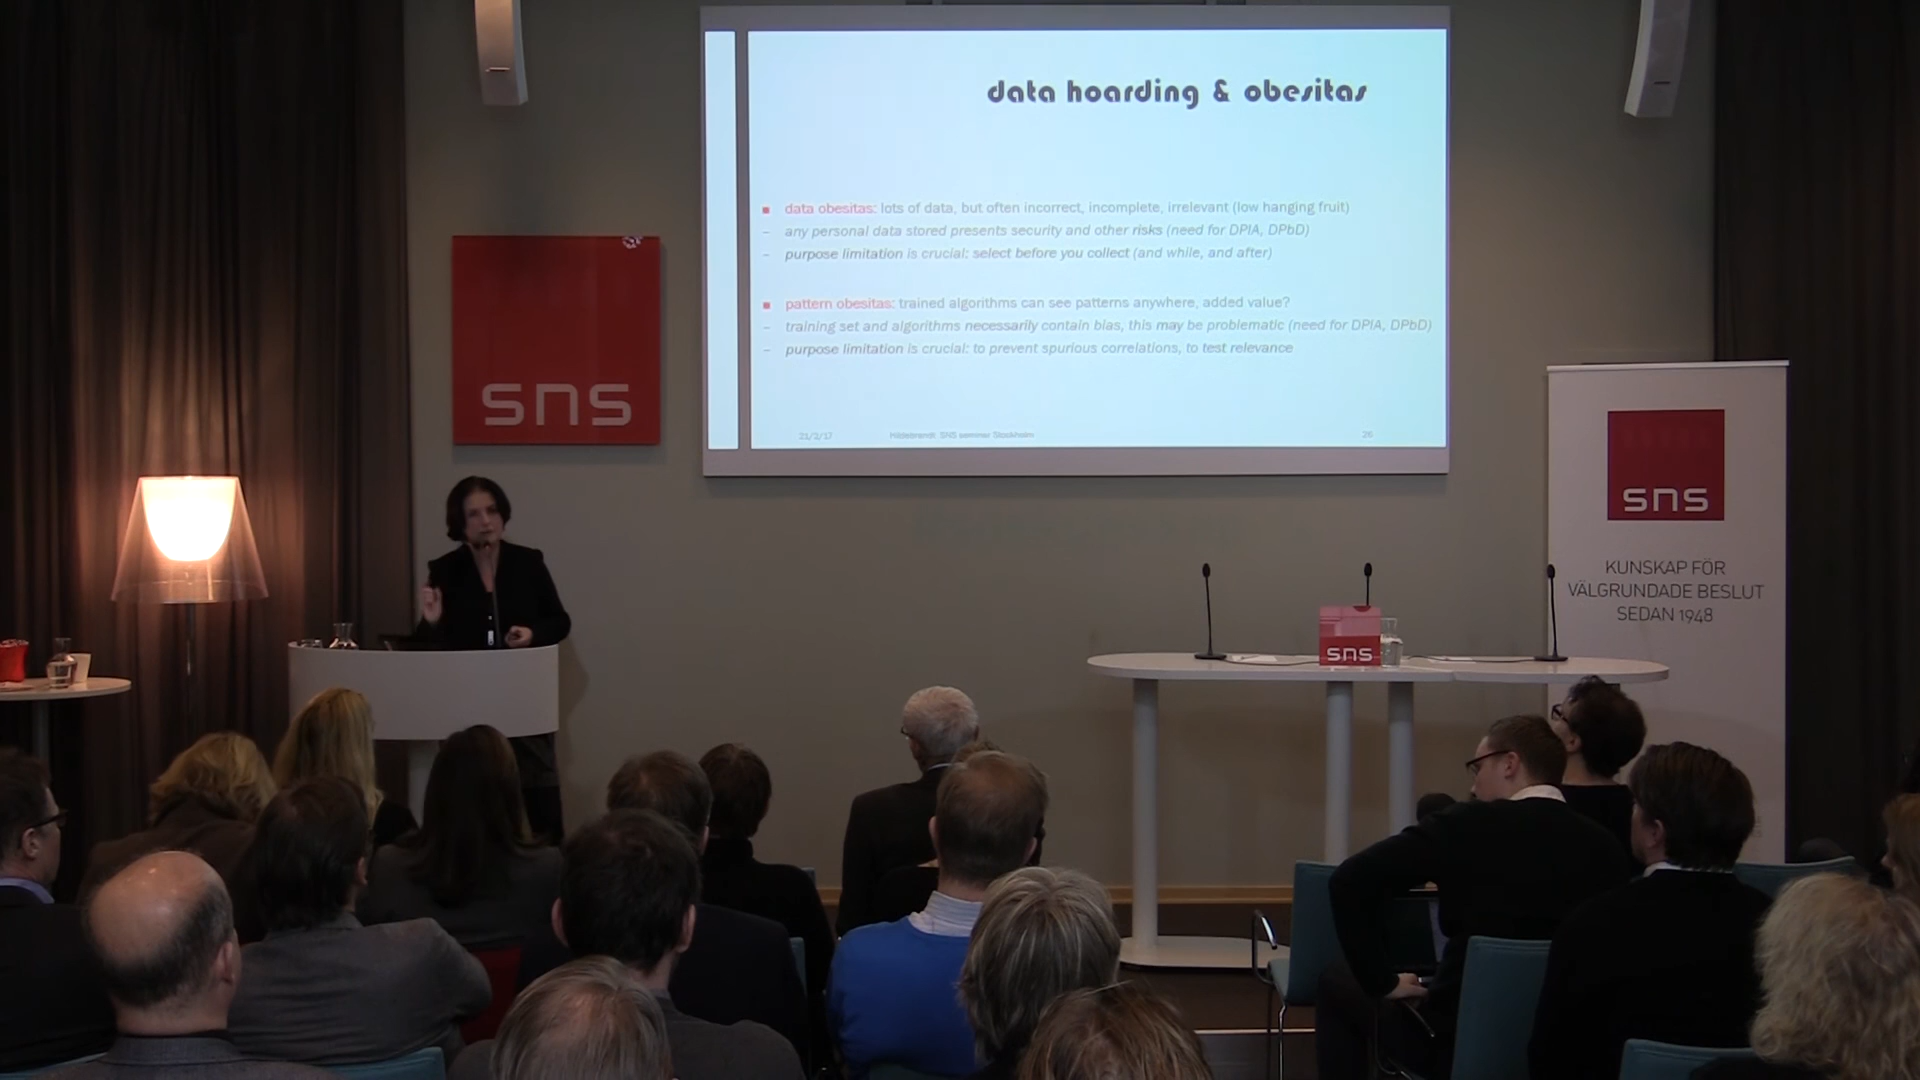 data hoarding & obesitas
data obesitas: lots of data, but often incorrect, incomplete, irrelevant (low hanging fruit)
– any personal data stored presents security and other risks (need for DPIA, DPbD)
– purpose limitation is crucial: select before you collect (and while, and after)
pattern obesitas: trained algorithms can see patterns anywhere, added value?
– training set and algorithms necessarily contain bias, this may be problematic (need for DPIA, DPbD)
– purpose limitation is crucial: to prevent spurious correlations, to test relevance
21/2/17 Hildebrandt: SNS seminar Stockholm 26
sns
sns
KUNSKAP FÖR
VÄLGRUNDADE BESLUT
SEDAN 1948
sns